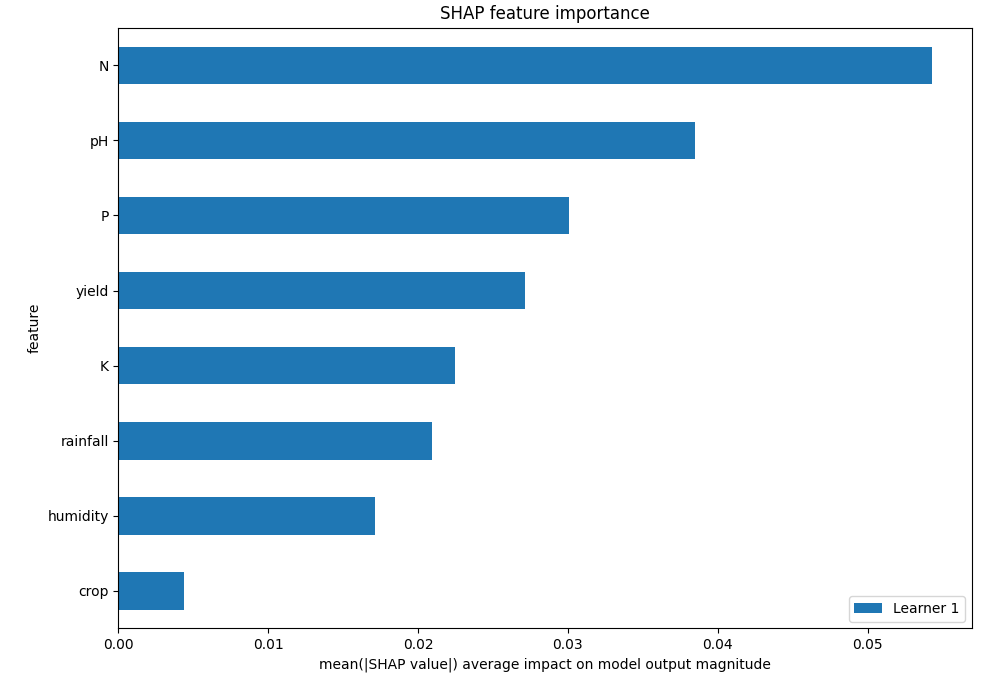 SHAP feature importance
N
pH
P
yield
K
rainfall
humidity
crop
feature
0.00 0.01 0.02 0.03 0.04 0.05
mean(|SHAP value|) average impact on model output magnitude
Learner 1